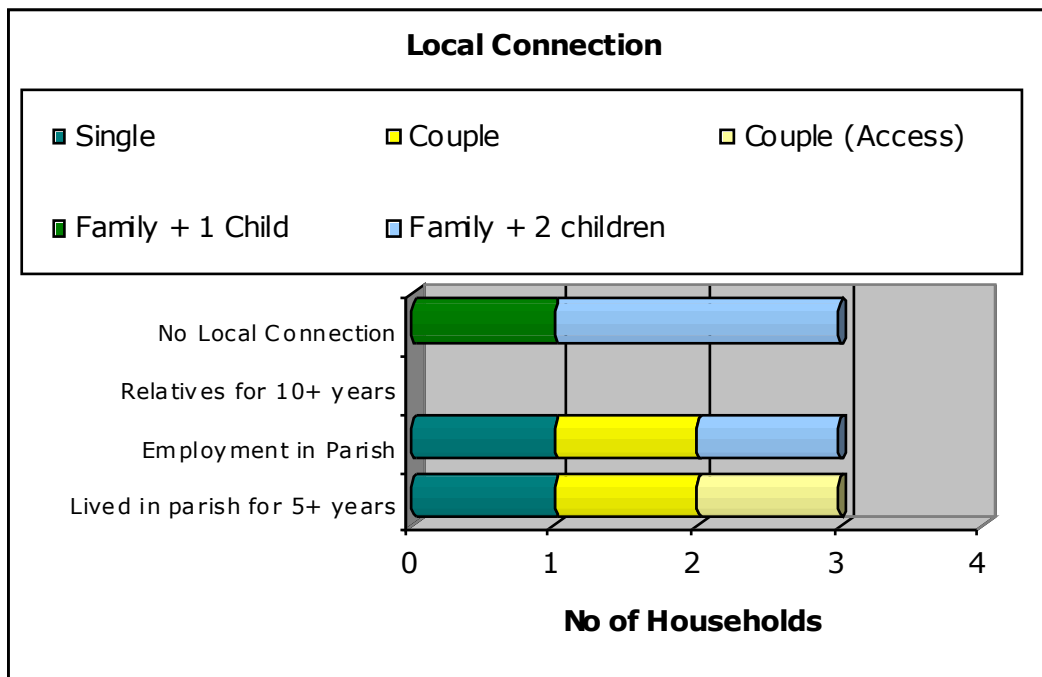 Local Connection
Single
Couple
Couple (Access)
Family + 1 Child
Family + 2 children
No Local Connection
Relatives for 10+ years
Employment in Parish
Lived in parish for 5+ years
0 1 2 3 4
No of Households